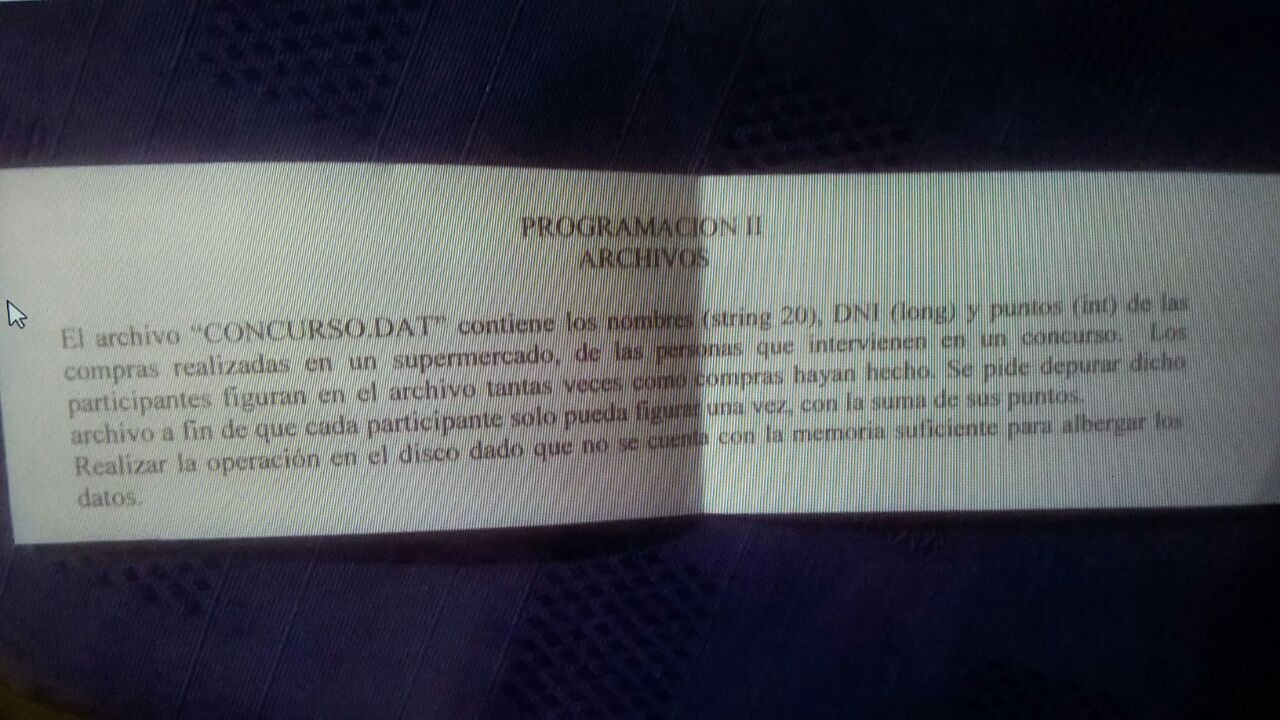 PROGRAMACION II
ARCHIVOS
El archivo "CONCURSO.DAT" contiene los nombres (string 20), DNI (long) y puntos (int) de las
compras realizadas en un supermercado, de las personas que intervienen en un concurso. Los
participantes figuran en el archivo tantas veces como compras hayan hecho. Se pide depurar dicho
archivo a fin de que cada participante solo pueda figurar una vez, con la suma de sus puntos.
Realizar la operación en el disco dado que no se cuenta con la memoria suficiente para albergar los
datos.